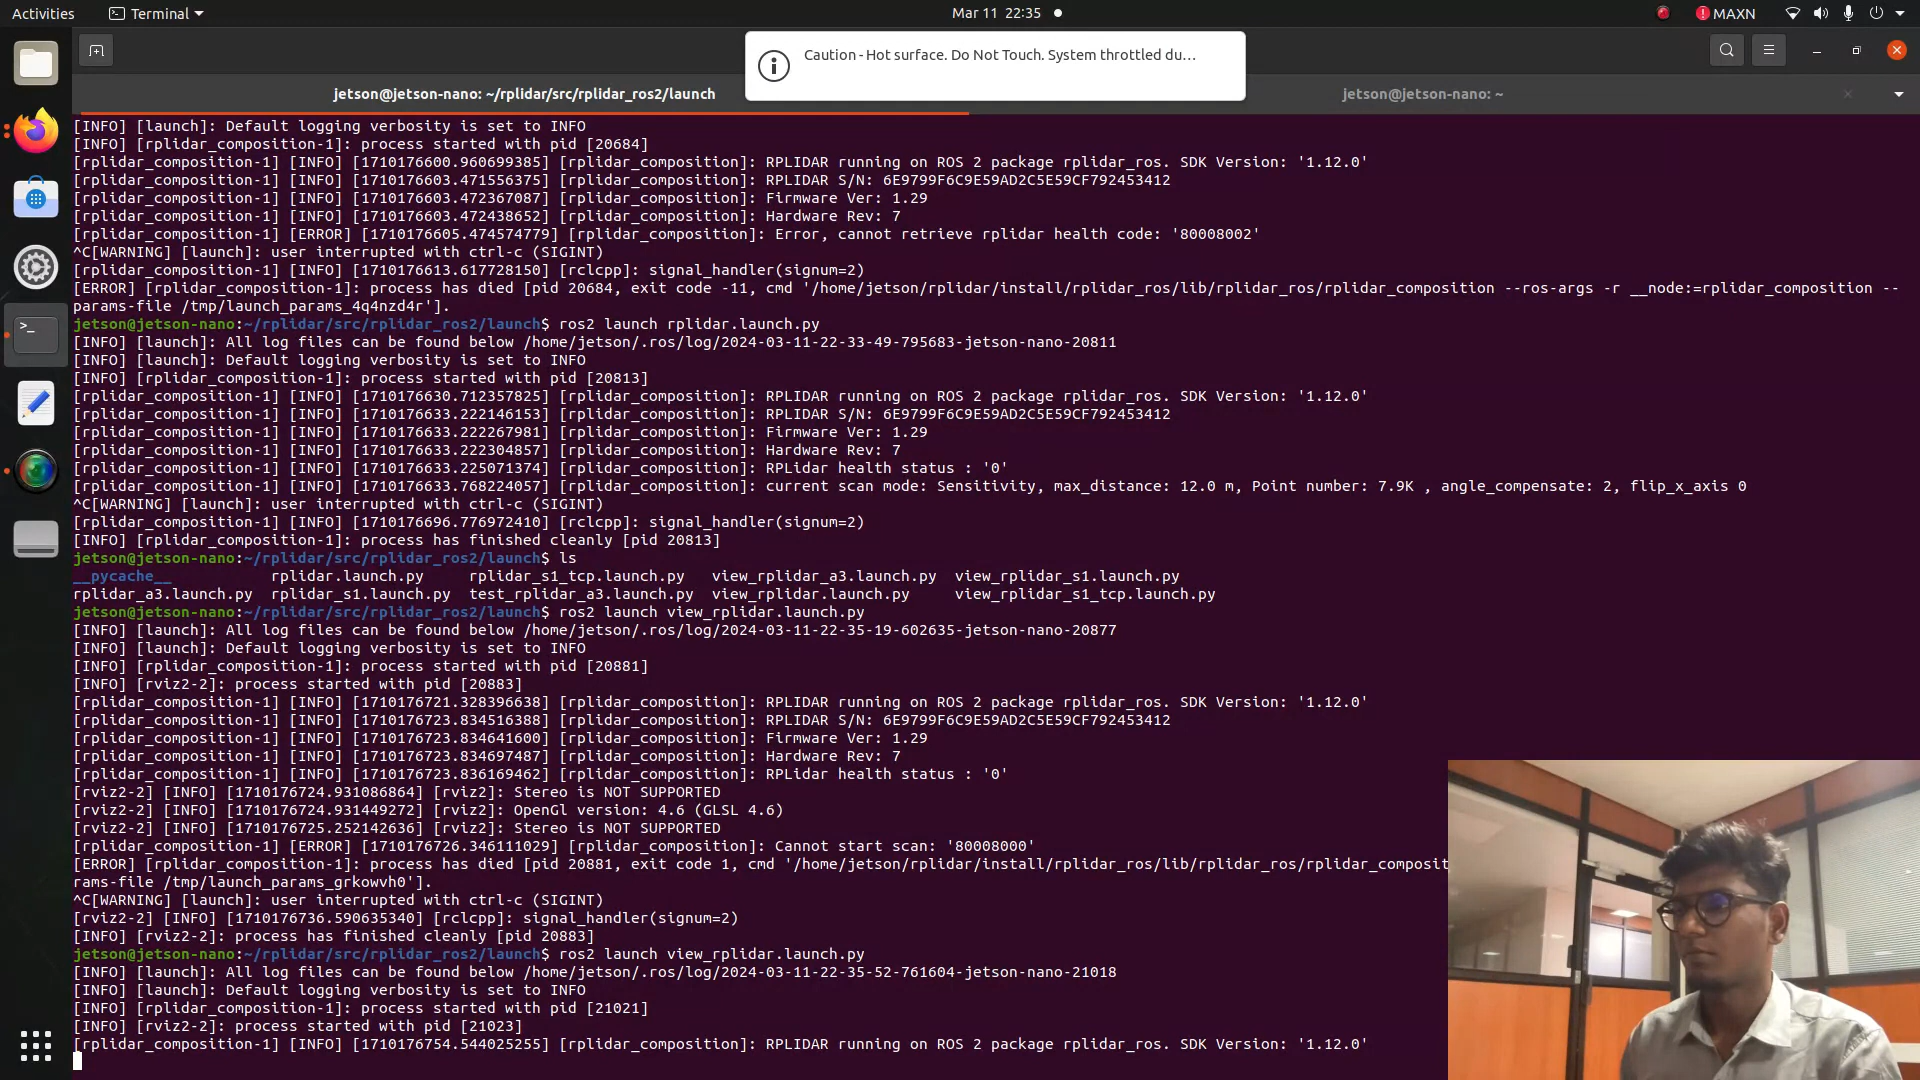 Activities
Terminal
Mar 11 22:35
MAXN
Caution - Hot surface. Do Not Touch. System throttled du…
jetson@jetson-nano: ~/rplidar/src/rplidar_ros2/launch
jetson@jetson-nano: ~
[INFO] [launch]: Default logging verbosity is set to INFO
[INFO] [rplidar_composition-1]: process started with pid [20684]
[rplidar_composition-1] [INFO] [1710176600.960699385] [rplidar_composition]: RPLIDAR running on ROS 2 package rplidar_ros. SDK Version: '1.12.0'
[rplidar_composition-1] [INFO] [1710176603.471556375] [rplidar_composition]: RPLIDAR S/N: 6E9799F6C9E59AD2C5E59CF792453412
[rplidar_composition-1] [INFO] [1710176603.472367087] [rplidar_composition]: Firmware Ver: 1.29
[rplidar_composition-1] [INFO] [1710176603.472438652] [rplidar_composition]: Hardware Rev: 7
[rplidar_composition-1] [ERROR] [1710176605.474574779] [rplidar_composition]: Error, cannot retrieve rplidar health code: '80008002'
^C[WARNING] [launch]: user interrupted with ctrl-c (SIGINT)
[rplidar_composition-1] [INFO] [1710176613.617728150] [rclcpp]: signal_handler(signum=2)
[ERROR] [rplidar_composition-1]: process has died [pid 20684, exit code -11, cmd '/home/jetson/rplidar/install/rplidar_ros/lib/rplidar_ros/rplidar_composition --ros-args -r __node:=rplidar_composition --
params-file /tmp/launch_params_4q4nzd4r'].
jetson@jetson-nano:~/rplidar/src/rplidar_ros2/launch$ ros2 launch rplidar.launch.py
[INFO] [launch]: All log files can be found below /home/jetson/.ros/log/2024-03-11-22-33-49-795683-jetson-nano-20811
[INFO] [launch]: Default logging verbosity is set to INFO
[INFO] [rplidar_composition-1]: process started with pid [20813]
[rplidar_composition-1] [INFO] [1710176630.712357825] [rplidar_composition]: RPLIDAR running on ROS 2 package rplidar_ros. SDK Version: '1.12.0'
[rplidar_composition-1] [INFO] [1710176633.222146153] [rplidar_composition]: RPLIDAR S/N: 6E9799F6C9E59AD2C5E59CF792453412
[rplidar_composition-1] [INFO] [1710176633.222267981] [rplidar_composition]: Firmware Ver: 1.29
[rplidar_composition-1] [INFO] [1710176633.222304857] [rplidar_composition]: Hardware Rev: 7
[rplidar_composition-1] [INFO] [1710176633.225071374] [rplidar_composition]: RPLidar health status : '0'
[rplidar_composition-1] [INFO] [1710176633.768224057] [rplidar_composition]: current scan mode: Sensitivity, max_distance: 12.0 m, Point number: 7.9K , angle_compensate: 2, flip_x_axis 0
^C[WARNING] [launch]: user interrupted with ctrl-c (SIGINT)
[rplidar_composition-1] [INFO] [1710176696.776972410] [rclcpp]: signal_handler(signum=2)
[INFO] [rplidar_composition-1]: process has finished cleanly [pid 20813]
jetson@jetson-nano:~/rplidar/src/rplidar_ros2/launch$ ls
__pycache__ rplidar.launch.py rplidar_s1_tcp.launch.py view_rplidar_a3.launch.py view_rplidar_s1.launch.py
rplidar_a3.launch.py rplidar_s1.launch.py test_rplidar_a3.launch.py view_rplidar.launch.py view_rplidar_s1_tcp.launch.py
jetson@jetson-nano:~/rplidar/src/rplidar_ros2/launch$ ros2 launch view_rplidar.launch.py
[INFO] [launch]: All log files can be found below /home/jetson/.ros/log/2024-03-11-22-35-19-602635-jetson-nano-20877
[INFO] [launch]: Default logging verbosity is set to INFO
[INFO] [rplidar_composition-1]: process started with pid [20881]
[INFO] [rviz2-2]: process started with pid [20883]
[rplidar_composition-1] [INFO] [1710176721.328396638] [rplidar_composition]: RPLIDAR running on ROS 2 package rplidar_ros. SDK Version: '1.12.0'
[rplidar_composition-1] [INFO] [1710176723.834516388] [rplidar_composition]: RPLIDAR S/N: 6E9799F6C9E59AD2C5E59CF792453412
[rplidar_composition-1] [INFO] [1710176723.834641600] [rplidar_composition]: Firmware Ver: 1.29
[rplidar_composition-1] [INFO] [1710176723.834697487] [rplidar_composition]: Hardware Rev: 7
[rplidar_composition-1] [INFO] [1710176723.836169462] [rplidar_composition]: RPLidar health status : '0'
[rviz2-2] [INFO] [1710176724.931086864] [rviz2]: Stereo is NOT SUPPORTED
[rviz2-2] [INFO] [1710176724.931449272] [rviz2]: OpenGl version: 4.6 (GLSL 4.6)
[rviz2-2] [INFO] [1710176725.252142636] [rviz2]: Stereo is NOT SUPPORTED
[rplidar_composition-1] [ERROR] [1710176726.346111029] [rplidar_composition]: Cannot start scan: '80008000'
[ERROR] [rplidar_composition-1]: process has died [pid 20881, exit code 1, cmd '/home/jetson/rplidar/install/rplidar_ros/lib/rplidar_ros/rplidar_composit
rams-file /tmp/launch_params_grkowvh0'].
^C[WARNING] [launch]: user interrupted with ctrl-c (SIGINT)
[rviz2-2] [INFO] [1710176736.590635340] [rclcpp]: signal_handler(signum=2)
[INFO] [rviz2-2]: process has finished cleanly [pid 20883]
jetson@jetson-nano:~/rplidar/src/rplidar_ros2/launch$ ros2 launch view_rplidar.launch.py
[INFO] [launch]: All log files can be found below /home/jetson/.ros/log/2024-03-11-22-35-52-761604-jetson-nano-21018
[INFO] [launch]: Default logging verbosity is set to INFO
[INFO] [rplidar_composition-1]: process started with pid [21021]
[INFO] [rviz2-2]: process started with pid [21023]
[rplidar_composition-1] [INFO] [1710176754.544025255] [rplidar_composition]: RPLIDAR running on ROS 2 package rplidar_ros. SDK Version: '1.12.0'